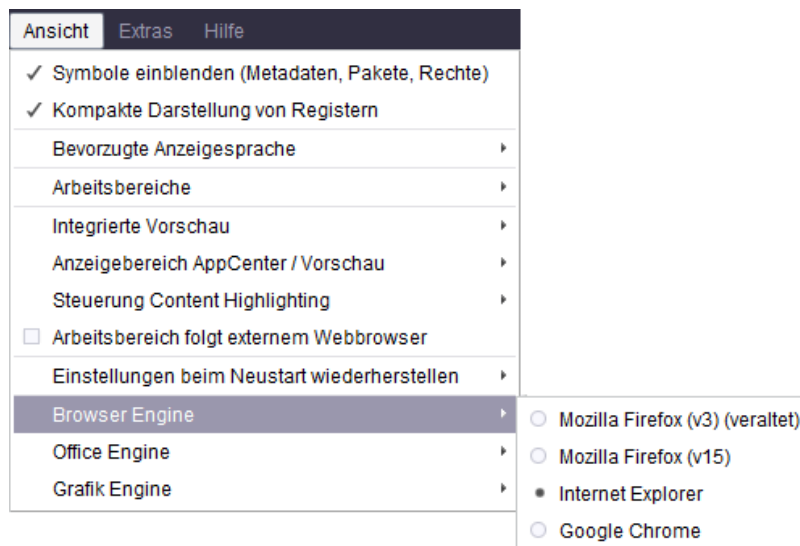 Ansicht Extras Hilfe
Symbole einblenden (Metadaten, Pakete, Rechte)
Kompakte Darstellung von Registern
Bevorzugte Anzeigesprache
Arbeitsbereiche
Integrierte Vorschau
Anzeigebereich AppCenter / Vorschau
Steuerung Content Highlighting
Arbeitsbereich folgt externem Webbrowser
Einstellungen beim Neustart wiederherstellen
Browser Engine
Office Engine
Grafik Engine
Mozilla Firefox (v3) (veraltet)
Mozilla Firefox (v15)
Internet Explorer
Google Chrome